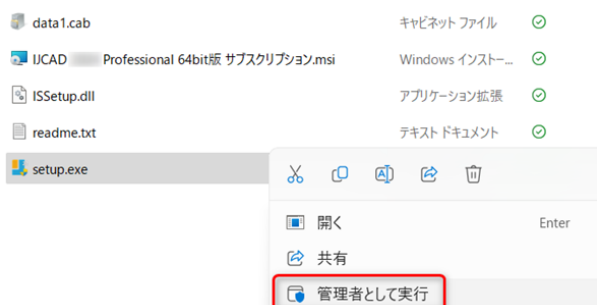 data1.cab キャビネット ファイル
IJCAD Professional 64bit版 サブスクリプション.msi Windows インストー...
ISSetup.dll アプリケーション拡張
readme.txt テキスト ドキュメント
setup.exe
開く Enter
共有
管理者として実行